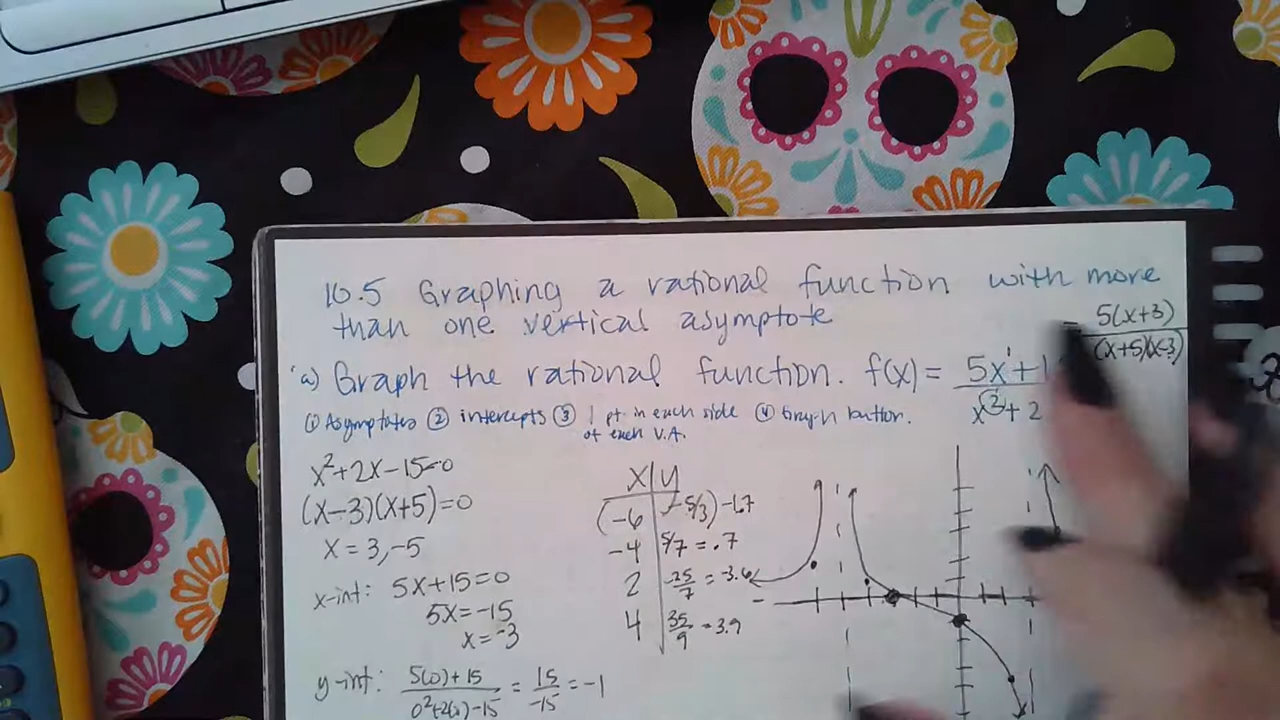 10.5 Graphing a rational function with more
than one vertical asymptote
5(x+3)
(x+5)(x-3)
a) Graph the rational function. f(x) = 5x¹+1
x²+2
① Asymptotes ② intercepts ③ 1 pt. in each side ④ Graph button.
of each V.A.
x²+2x-15=0
(x-3)(x+5)=0
x = 3,-5
x-int: 5x+15=0
5x=-15
x=-3
y-int: 5(0)+15 = 15 = -1
0²+2(0)-15 -15
x | y
(-6 -5/3) -1.7
-4 5/7 = .7
2 = -3.6
7
4 35 = 3.9
9